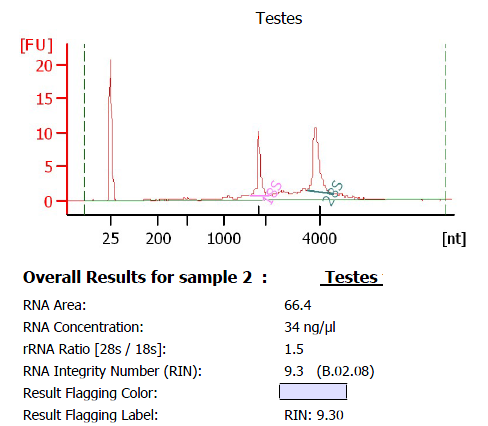 Testes
[FU]
20
15
10
5
0
18S
28S
25 200 1000 4000 [nt]
Overall Results for sample 2 : Testes
RNA Area: 66.4
RNA Concentration: 34 ng/µl
rRNA Ratio [28s / 18s]: 1.5
RNA Integrity Number (RIN): 9.3 (B.02.08)
Result Flagging Color:
Result Flagging Label: RIN: 9.30